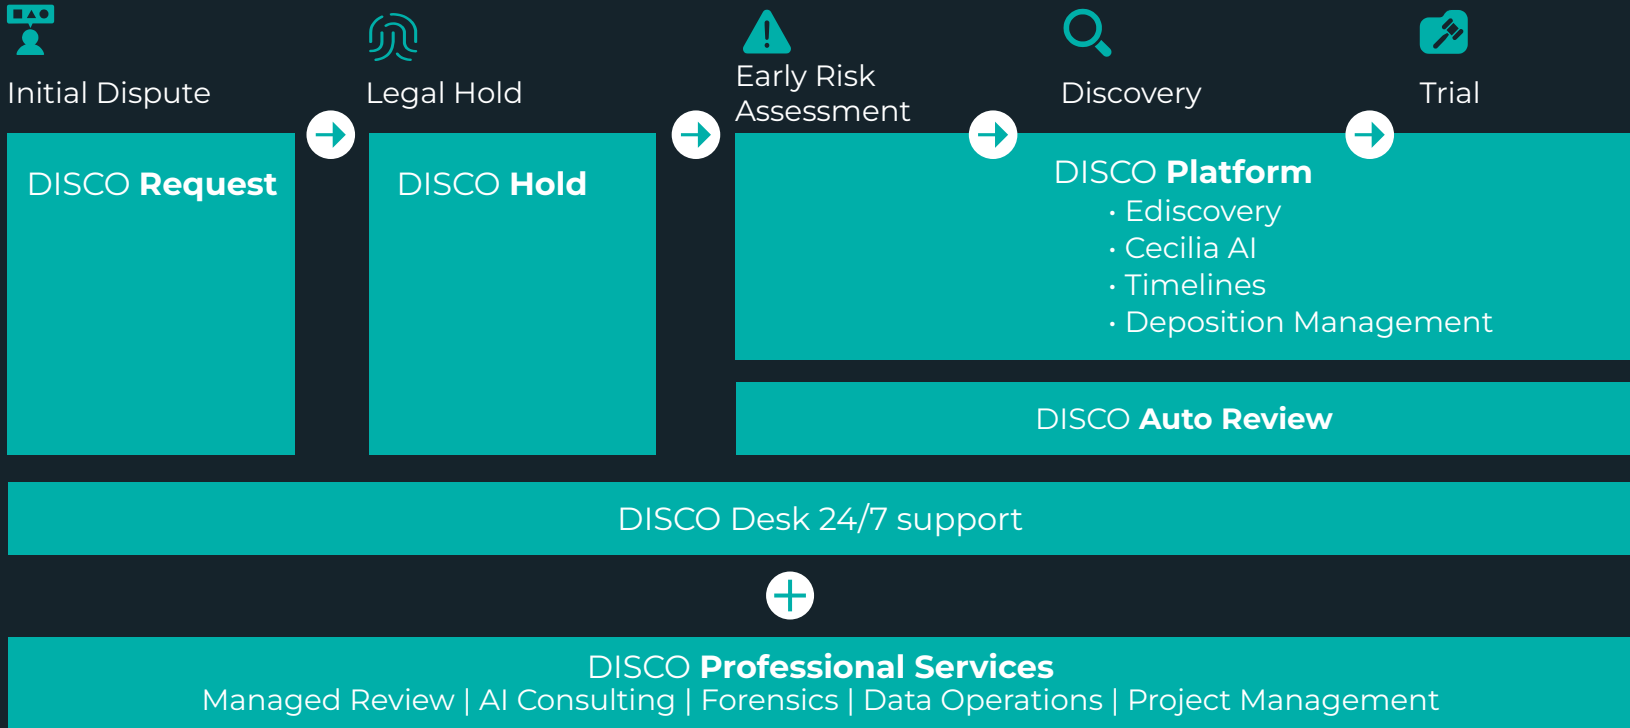 Initial Dispute
Legal Hold
Early Risk
Assessment
Discovery
Trial
DISCO Request
DISCO Hold
DISCO Platform
• Ediscovery
• Cecilia AI
• Timelines
• Deposition Management
DISCO Auto Review
DISCO Desk 24/7 support
DISCO Professional Services
Managed Review | AI Consulting | Forensics | Data Operations | Project Management